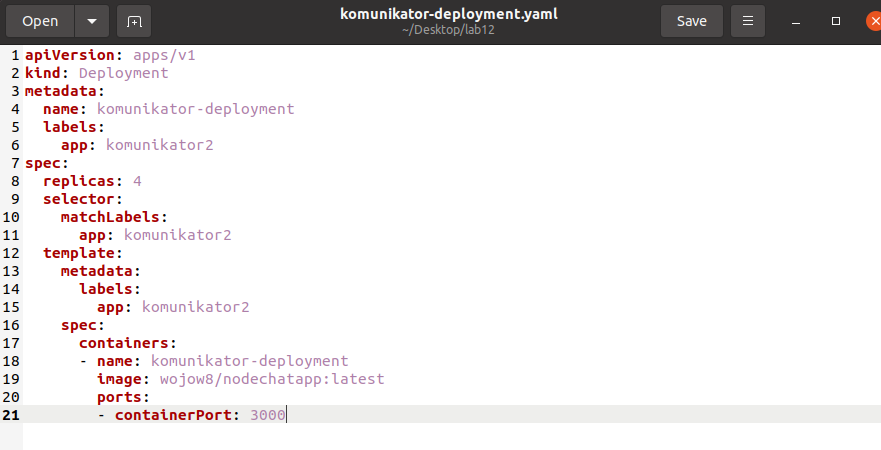 Open
komunikator-deployment.yaml
~/Desktop/lab12
Save
1 apiVersion: apps/v1
2 kind: Deployment
3 metadata:
4   name: komunikator-deployment
5   labels:
6     app: komunikator2
7 spec:
8   replicas: 4
9   selector:
10     matchLabels:
11       app: komunikator2
12   template:
13     metadata:
14       labels:
15         app: komunikator2
16     spec:
17       containers:
18       - name: komunikator-deployment
19         image: wojow8/nodechatapp:latest
20         ports:
21         - containerPort: 3000